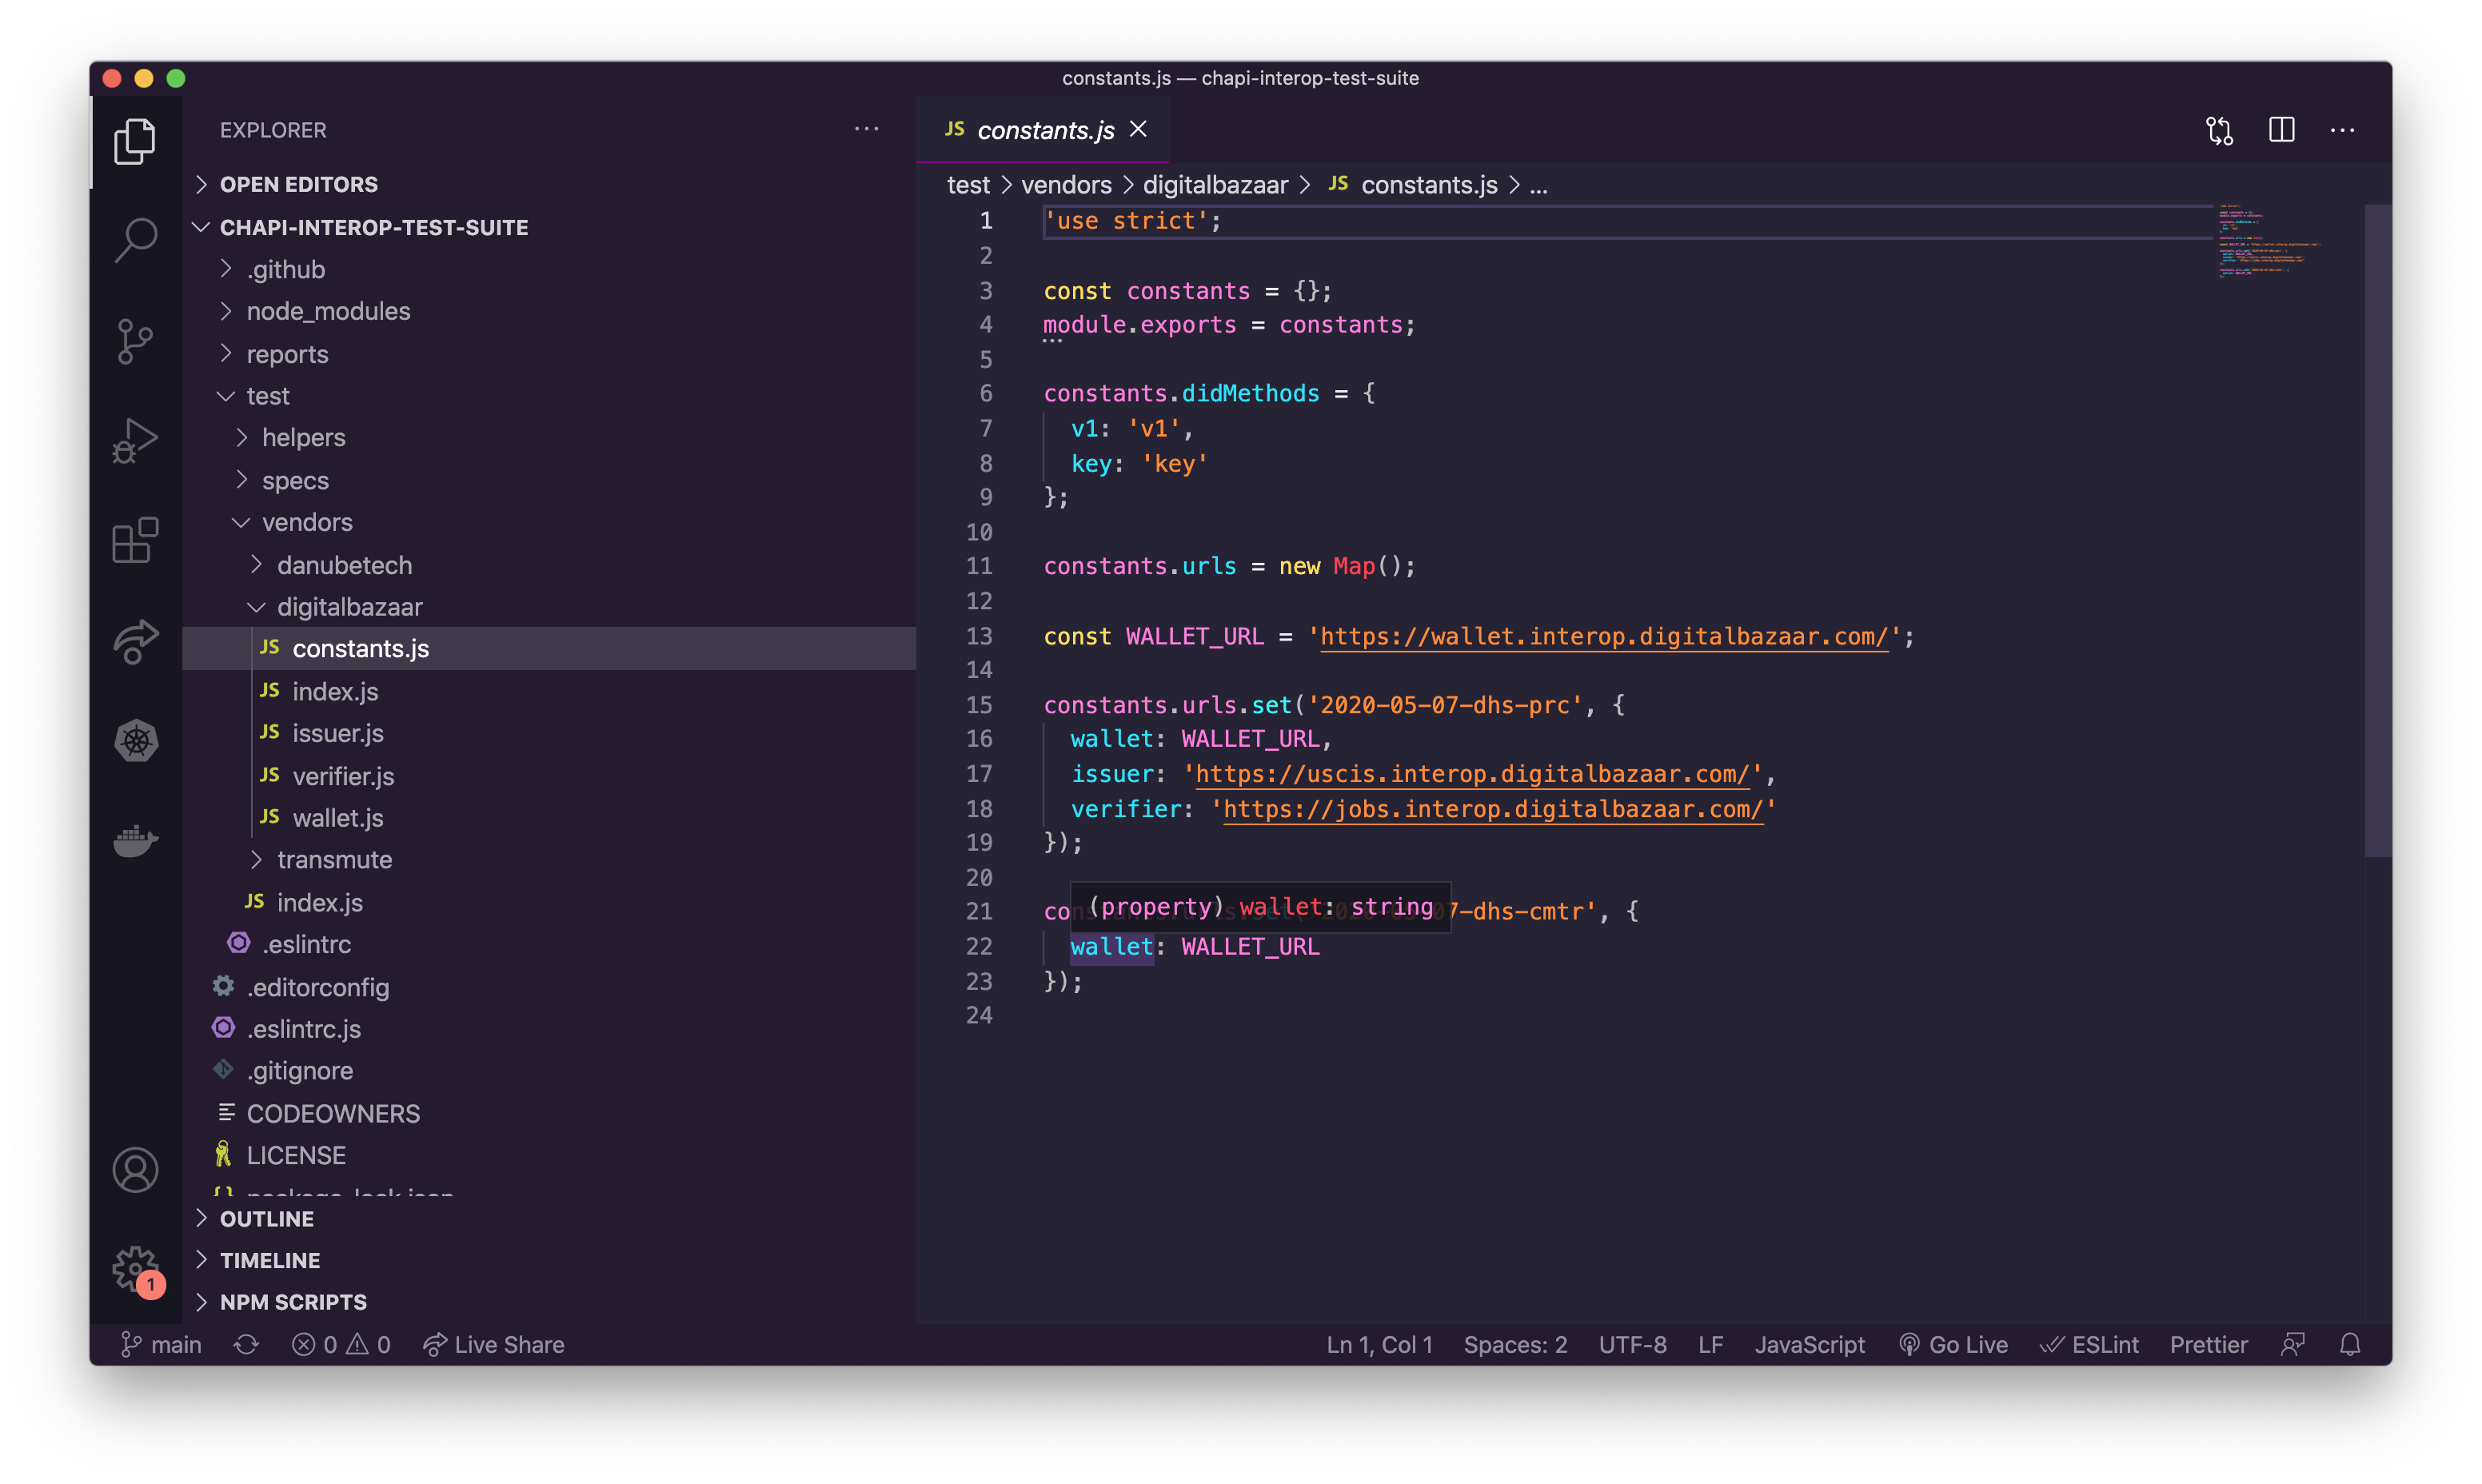 constants.js — chapi-interop-test-suite
EXPLORER
OPEN EDITORS
CHAPI-INTEROP-TEST-SUITE
.github
node_modules
reports
test
helpers
specs
vendors
danubetech
digitalbazaar
JS constants.js
JS index.js
JS issuer.js
JS verifier.js
JS wallet.js
transmute
JS index.js
.eslintrc
.editorconfig
.eslintrc.js
.gitignore
CODEOWNERS
LICENSE
{} package-lock.json
OUTLINE
TIMELINE
NPM SCRIPTS
1
JS constants.js
test > vendors > digitalbazaar > JS constants.js > ...
1 'use strict';
2
3 const constants = {};
4 module.exports = constants;
5
6 constants.didMethods = {
7 v1: 'v1',
8 key: 'key'
9 };
10
11 constants.urls = new Map();
12
13 const WALLET_URL = 'https://wallet.interop.digitalbazaar.com/';
14
15 constants.urls.set('2020-05-07-dhs-prc', {
16 wallet: WALLET_URL,
17 issuer: 'https://uscis.interop.digitalbazaar.com/',
18 verifier: 'https://jobs.interop.digitalbazaar.com/'
19 });
20
(property) wallet: string
21 co 7-dhs-cmtr', {
22 wallet: WALLET_URL
23 });
24
main 0 0 Live Share
Ln 1, Col 1 Spaces: 2 UTF-8 LF JavaScript Go Live ESLint Prettier